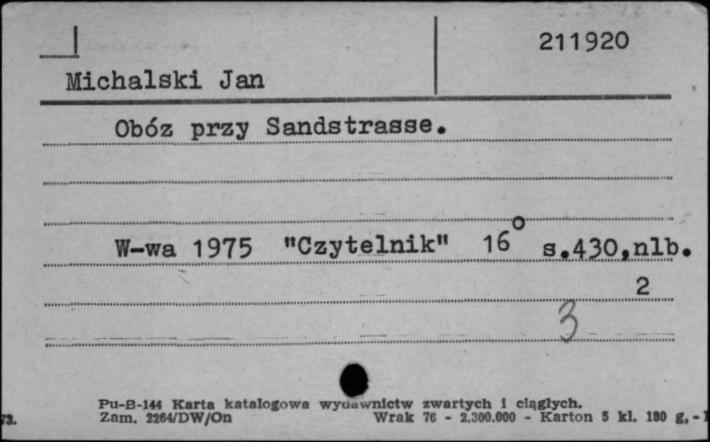 211920
Michalski Jan
Obóz przy Sandstrasse.
W-wa 1975 "Czytelnik" 16° s.430,nlb.
2
3
Pu-B-144 Karta katalogowa wydawnictw zwartych i ciągłych.
73. Zam. 2264/DW/On Wrak 76 - 2.300.000 - Karton 5 kl. 180 g, -